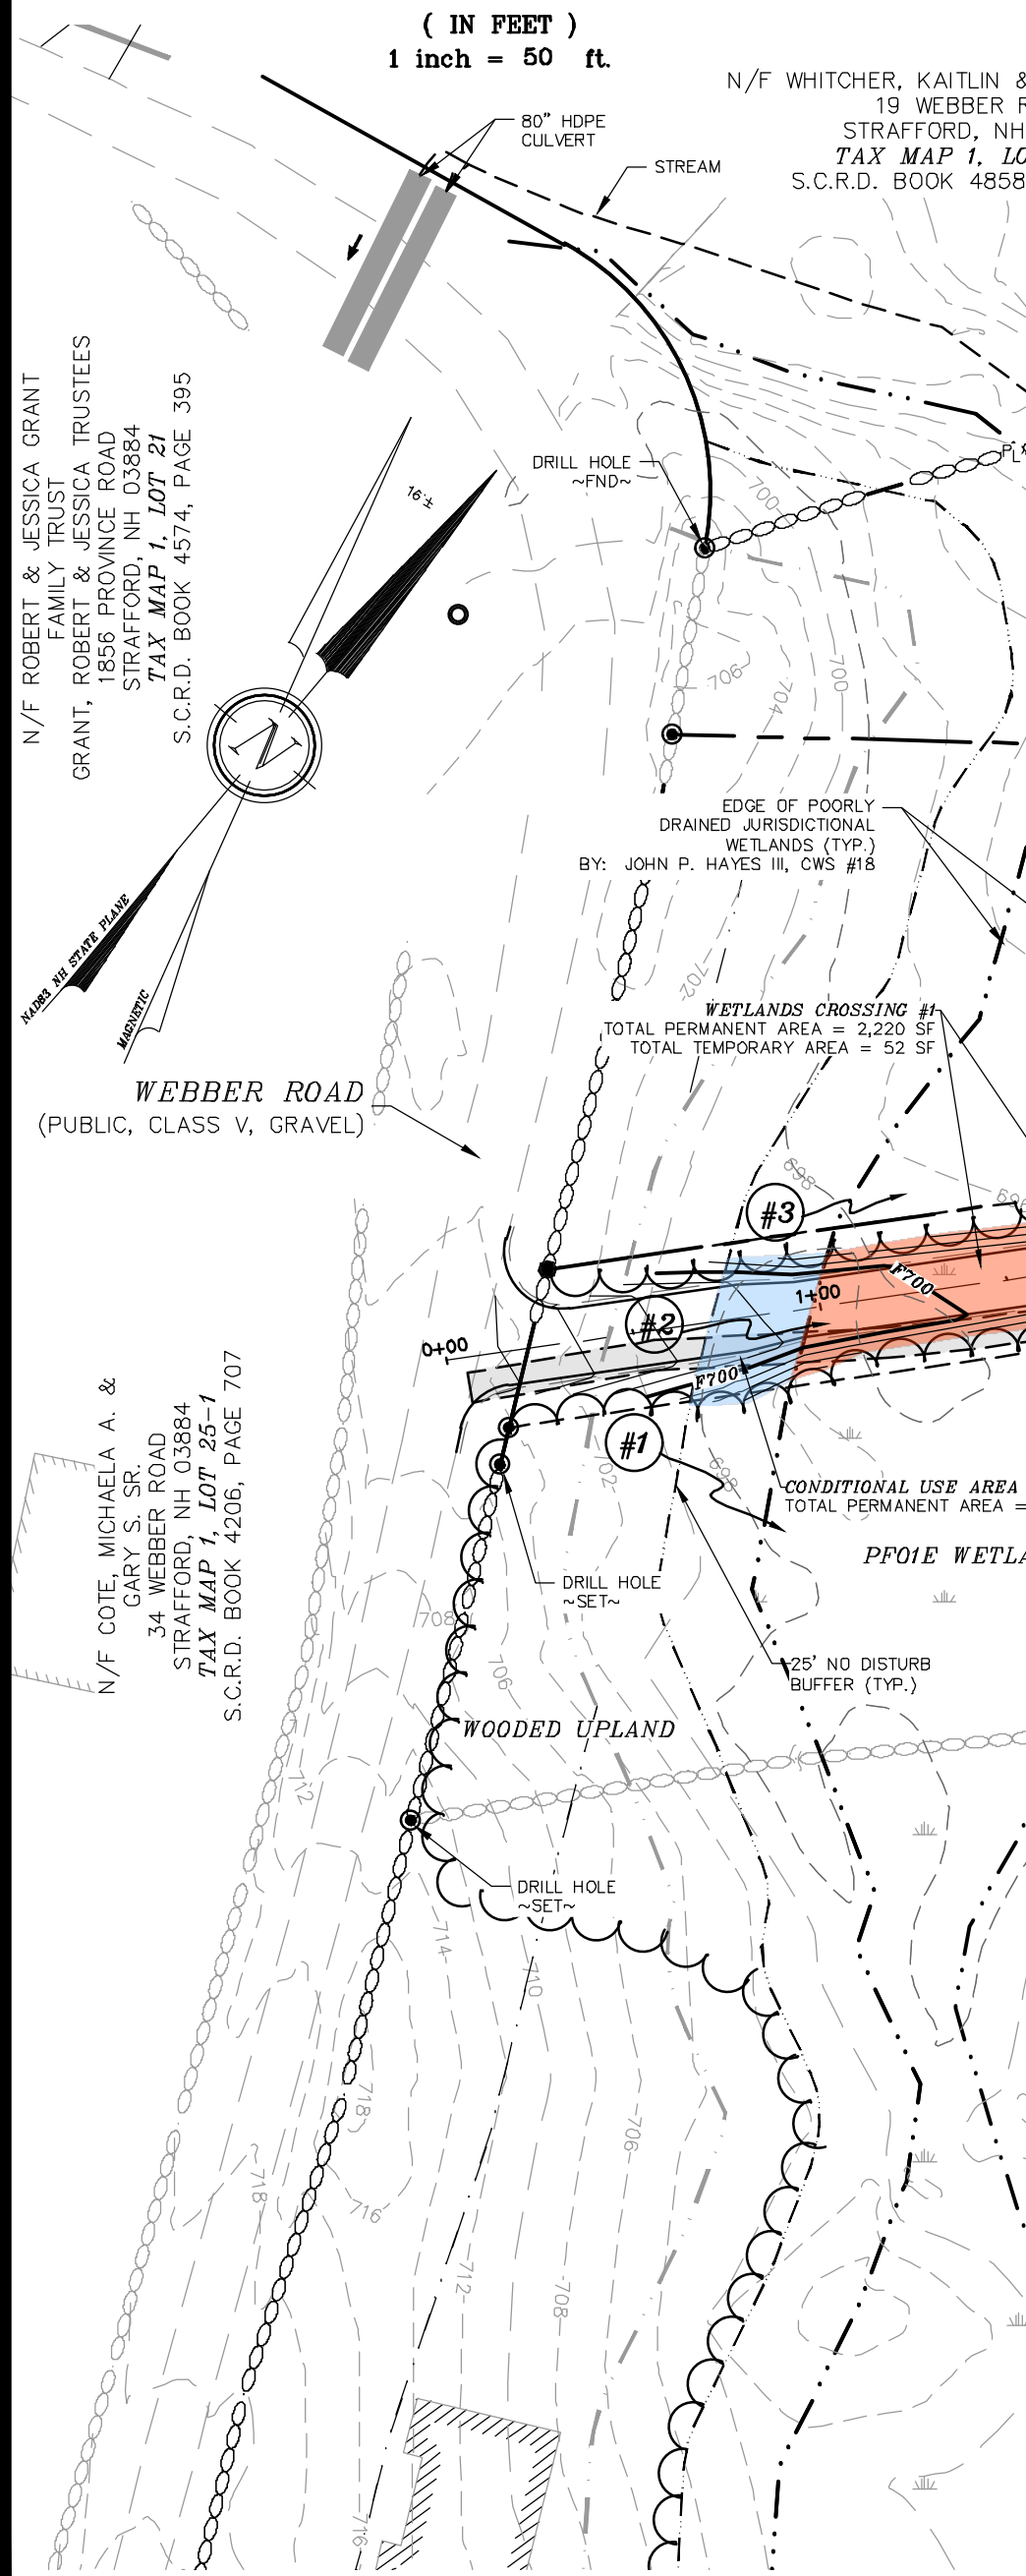 ( IN FEET )
1 inch = 50 ft.
N/F WHITCHER, KAITLIN &
19 WEBBER
STRAFFORD, NH
TAX MAP 1,
S.C.R.D. BOOK 4858
80" HDPE
CULVERT
STREAM
N/F ROBERT & JESSICA GRANT
FAMILY TRUST
GRANT, ROBERT & JESSICA TRUSTEES
1856 PROVINCE ROAD
STRAFFORD, NH 03884
TAX MAP 1, LOT 21
S.C.R.D. BOOK 4574, PAGE 395
DRILL HOLE
~FND~
700
16'±
706
704
700
N
NAD83 NH STATE PLANE
MAGNETIC
EDGE OF POORLY
DRAINED JURISDICTIONAL
WETLANDS (TYP.)
BY: JOHN P. HAYES III, CWS #18
702
WETLANDS CROSSING #1
TOTAL PERMANENT AREA = 2,220 SF
TOTAL TEMPORARY AREA = 52 SF
WEBBER ROAD
(PUBLIC, CLASS V, GRAVEL)
698
696
#3
F700
1+00
#2
0+00
F700
#1
702
698
CONDITIONAL USE AREA
TOTAL PERMANENT AREA =
PFO1E
N/F COTE, MICHAELA A. &
GARY S. SR.
34 WEBBER ROAD
STRAFFORD, NH 03884
TAX MAP 1, LOT 25-1
S.C.R.D. BOOK 4206, PAGE 707
DRILL HOLE
~SET~
708
706
25' NO DISTURB
BUFFER (TYP.)
WOODED UPLAND
712
DRILL HOLE
~SET~
714
710
718
706
718
716
712
708
716